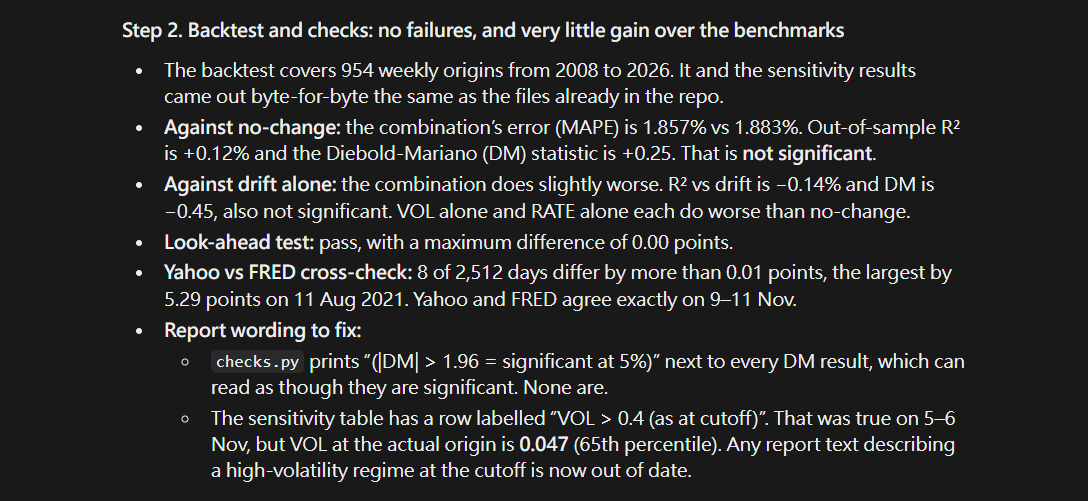 Step 2. Backtest and checks: no failures, and very little gain over the benchmarks
• The backtest covers 954 weekly origins from 2008 to 2026. It and the sensitivity results
came out byte-for-byte the same as the files already in the repo.
• Against no-change: the combination’s error (MAPE) is 1.857% vs 1.883%. Out-of-sample R²
is +0.12% and the Diebold-Mariano (DM) statistic is +0.25. That is not significant.
• Against drift alone: the combination does slightly worse. R² vs drift is −0.14% and DM is
−0.45, also not significant. VOL alone and RATE alone each do worse than no-change.
• Look-ahead test: pass, with a maximum difference of 0.00 points.
• Yahoo vs FRED cross-check: 8 of 2,512 days differ by more than 0.01 points, the largest by
5.29 points on 11 Aug 2021. Yahoo and FRED agree exactly on 9–11 Nov.
• Report wording to fix:
◦ checks.py prints “(|DM| > 1.96 = significant at 5%)” next to every DM result, which can
read as though they are significant. None are.
◦ The sensitivity table has a row labelled “VOL > 0.4 (as at cutoff)”. That was true on 5–6
Nov, but VOL at the actual origin is 0.047 (65th percentile). Any report text describing
a high-volatility regime at the cutoff is now out of date.